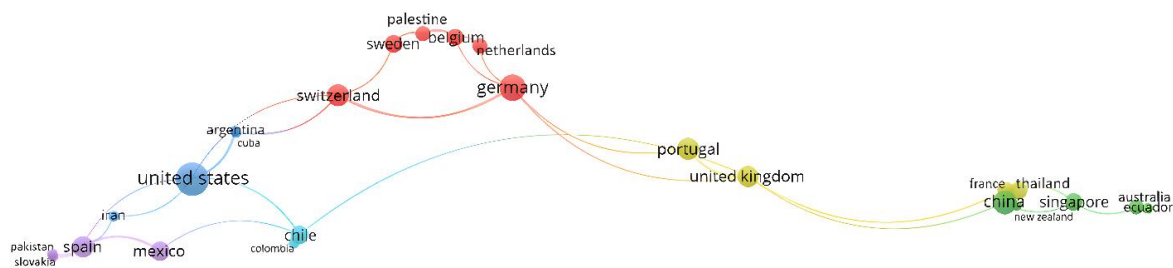 palestine
sweden
belgium
netherlands
switzerland
germany
argentina
cuba
portugal
united states
united kingdom
france
thailand
china
singapore
australia
ecuador
new zealand
iran
chile
colombia
pakistan
spain
mexico
slovakia